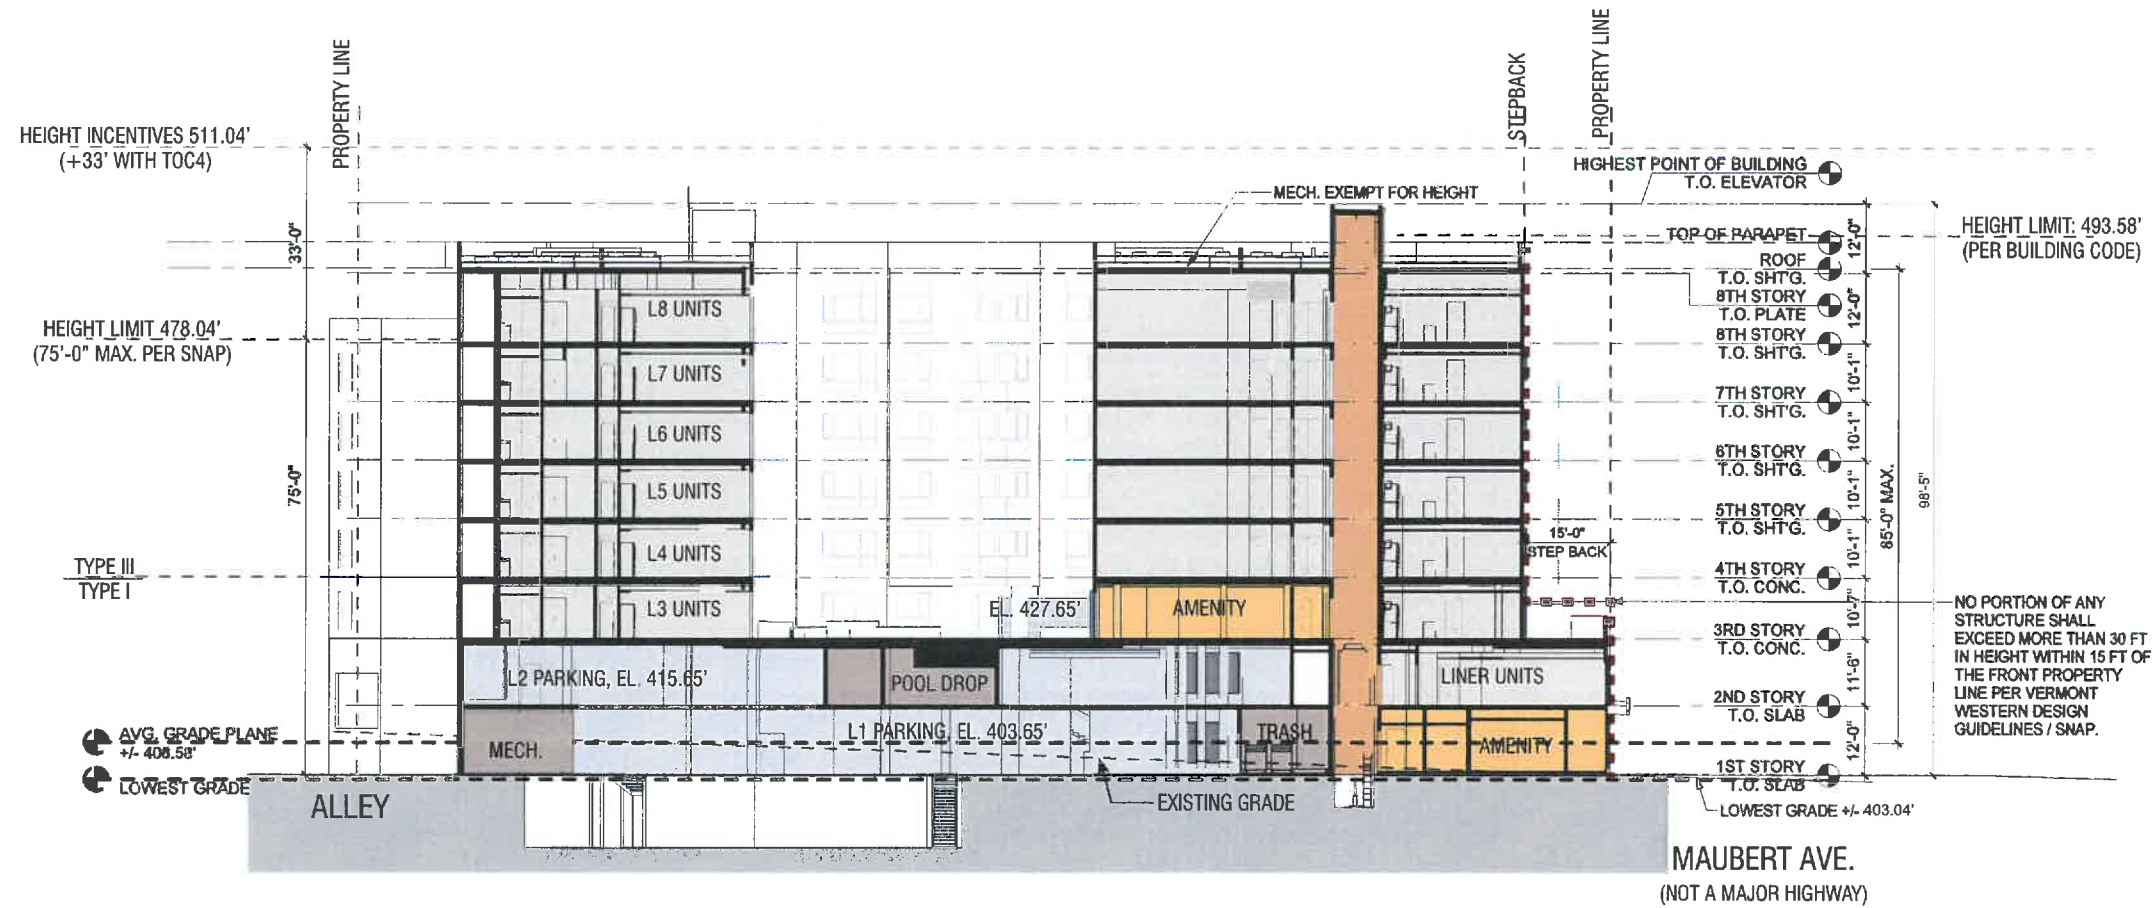 PROPERTY LINE
STEPBACK
PROPERTY LINE
HEIGHT INCENTIVES 511.04'
(+33' WITH TOC4)
HIGHEST POINT OF BUILDING
T.O. ELEVATOR
MECH. EXEMPT FOR HEIGHT
33'-0"
TOP OF PARAPET
12'-0"
HEIGHT LIMIT: 493.58'
(PER BUILDING CODE)
ROOF
T.O. SHT'G.
8TH STORY
T.O. PLATE
12'-0"
L8 UNITS
HEIGHT LIMIT 478.04'
(75'-0" MAX. PER SNAP)
8TH STORY
T.O. SHT'G.
L7 UNITS
10'-1"
7TH STORY
T.O. SHT'G.
L6 UNITS
10'-1"
6TH STORY
T.O. SHT'G.
75'-0"
L5 UNITS
10'-1"
85'-0" MAX.
98'-5"
5TH STORY
T.O. SHT'G.
15'-0"
STEP BACK
L4 UNITS
10'-1"
TYPE III
TYPE I
4TH STORY
T.O. CONC.
L3 UNITS
EL. 427.65'
AMENITY
10'-7"
NO PORTION OF ANY
STRUCTURE SHALL
EXCEED MORE THAN 30 FT
IN HEIGHT WITHIN 15 FT OF
THE FRONT PROPERTY
LINE PER VERMONT
WESTERN DESIGN
GUIDELINES / SNAP.
3RD STORY
T.O. CONC.
L2 PARKING, EL. 415.65'
POOL DROP
LINER UNITS
11'-6"
2ND STORY
T.O. SLAB
AVG. GRADE PLANE
+/- 408.58'
MECH.
L1 PARKING, EL. 403.65'
TRASH
AMENITY
12'-0"
1ST STORY
T.O. SLAB
LOWEST GRADE
ALLEY
EXISTING GRADE
LOWEST GRADE +/- 403.04'
MAUBERT AVE.
(NOT A MAJOR HIGHWAY)